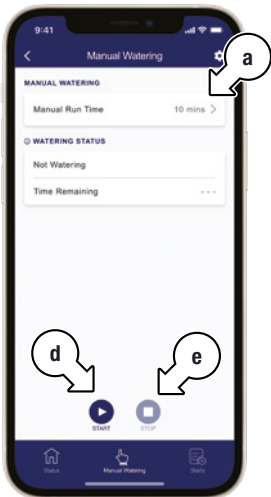 9:41
Manual Watering
a
MANUAL WATERING
Manual Run Time 10 mins >
WATERING STATUS
Not Watering
Time Remaining ---
d
e
START STOP
Status Manual Watering Starts